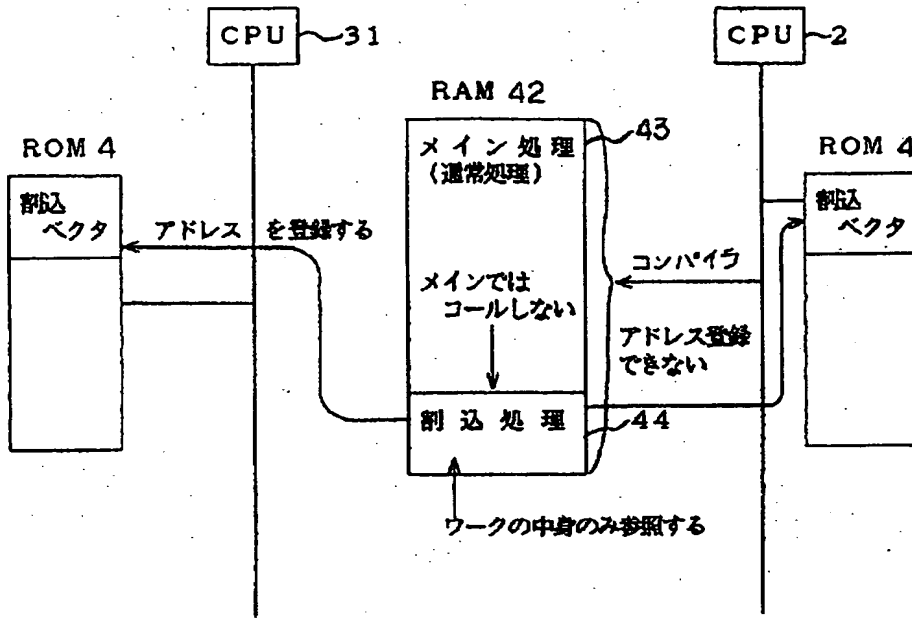 CPU 31
CPU 2
RAM 42
43
ROM 4
ROM 4
メイン処理
(通常処理)
割込
ベクタ
割込
ベクタ
アドレスを登録する
コンパイラ
メインでは
コールしない
アドレス登録
できない
割込処理
44
ワークの中身のみ参照する